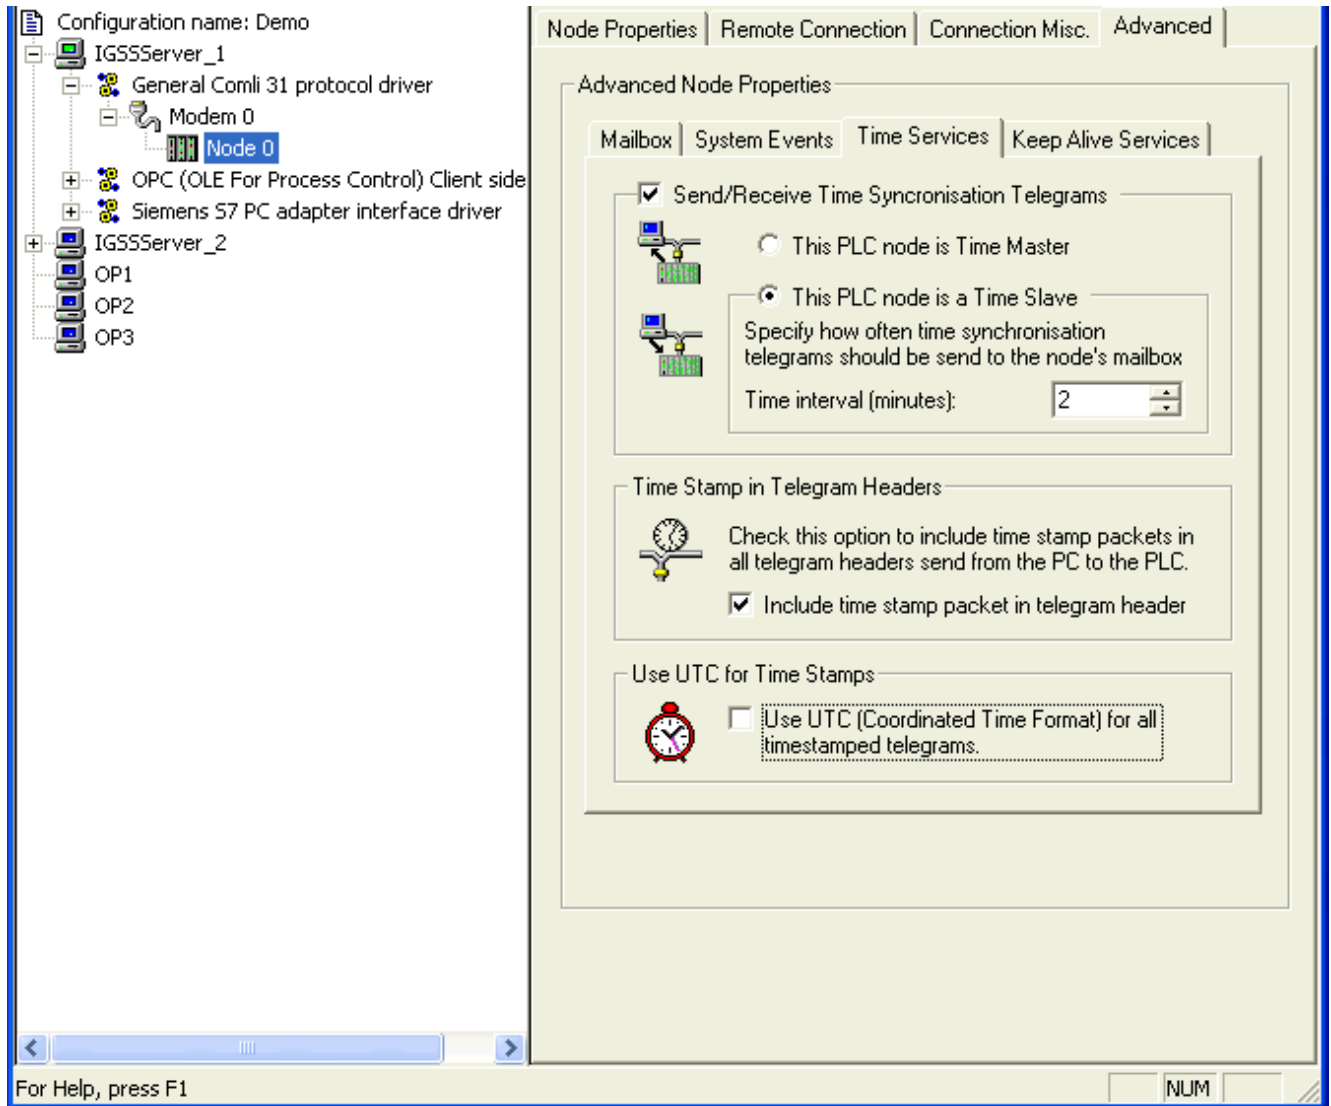 Configuration name: Demo
IGSSServer_1
General Comli 31 protocol driver
Modem 0
Node 0
OPC (OLE For Process Control) Client side
Siemens S7 PC adapter interface driver
IGSSServer_2
OP1
OP2
OP3
Node Properties Remote Connection Connection Misc. Advanced
Advanced Node Properties
Mailbox System Events Time Services Keep Alive Services
Send/Receive Time Syncronisation Telegrams
This PLC node is Time Master
This PLC node is a Time Slave
Specify how often time synchronisation
telegrams should be send to the node's mailbox
Time interval (minutes): 2
Time Stamp in Telegram Headers
Check this option to include time stamp packets in
all telegram headers send from the PC to the PLC.
Include time stamp packet in telegram header
Use UTC for Time Stamps
Use UTC (Coordinated Time Format) for all
timestamped telegrams.
For Help, press F1
NUM